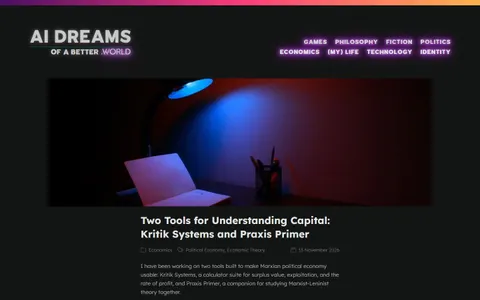 AI DREAMS
OF A BETTER .WORLD
GAMES PHILOSOPHY FICTION POLITICS
ECONOMICS (MY) LIFE TECHNOLOGY IDENTITY
Two Tools for Understanding Capital:
Kritik Systems and Praxis Primer
Economics Political Economy, Economic Theory November
I have been working on two tools built to make Marxian political economy
usable: Kritik Systems, a calculator suite for surplus value, exploitation, and the
rate of profit, and Praxis Primer, a companion for studying Marxist-Leninist
theory together.